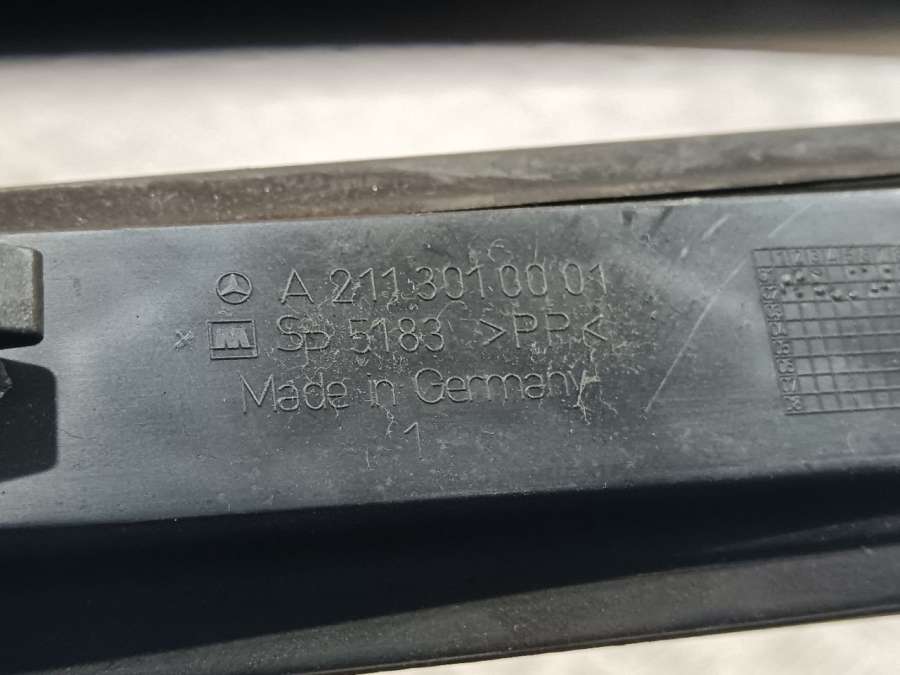 A 211 301 00 01
M SP 5183 >PP<
Made in Germany
1